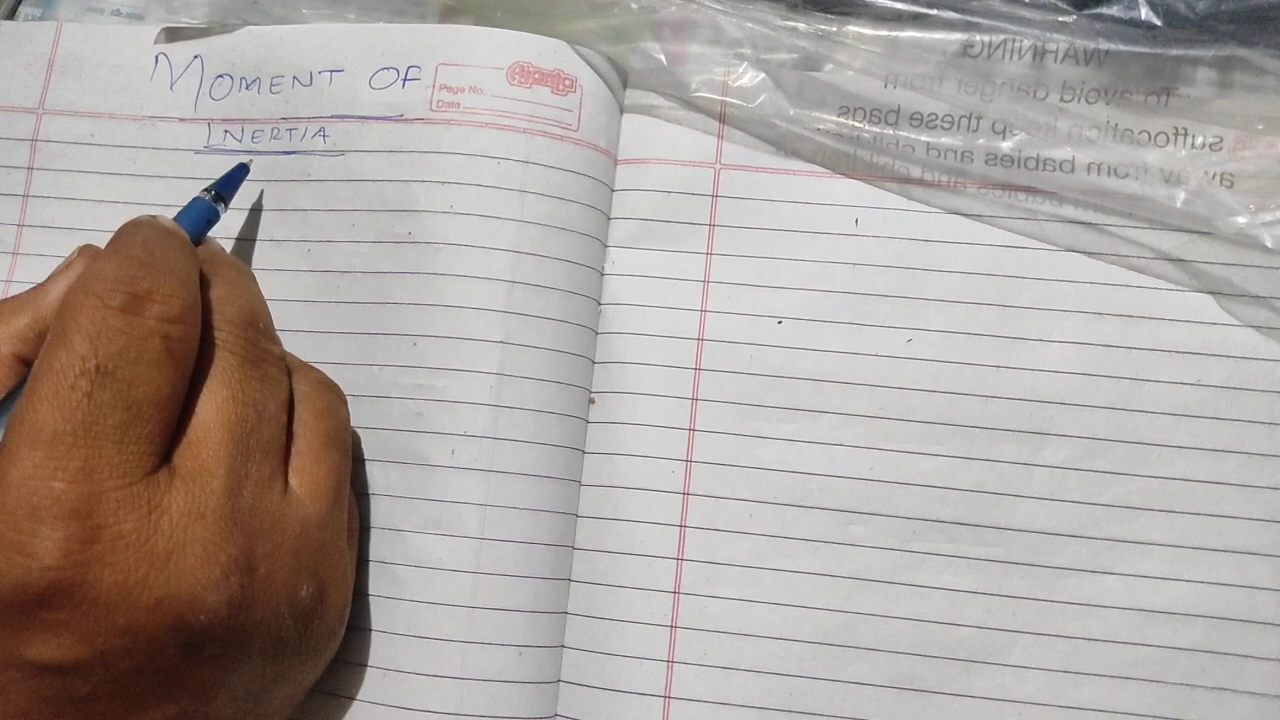 MOMENT OF
INERTIA
Ajanta
Page No.
Date
WARNING
To avoid danger from
suffocation keep these bags
away from babies and children